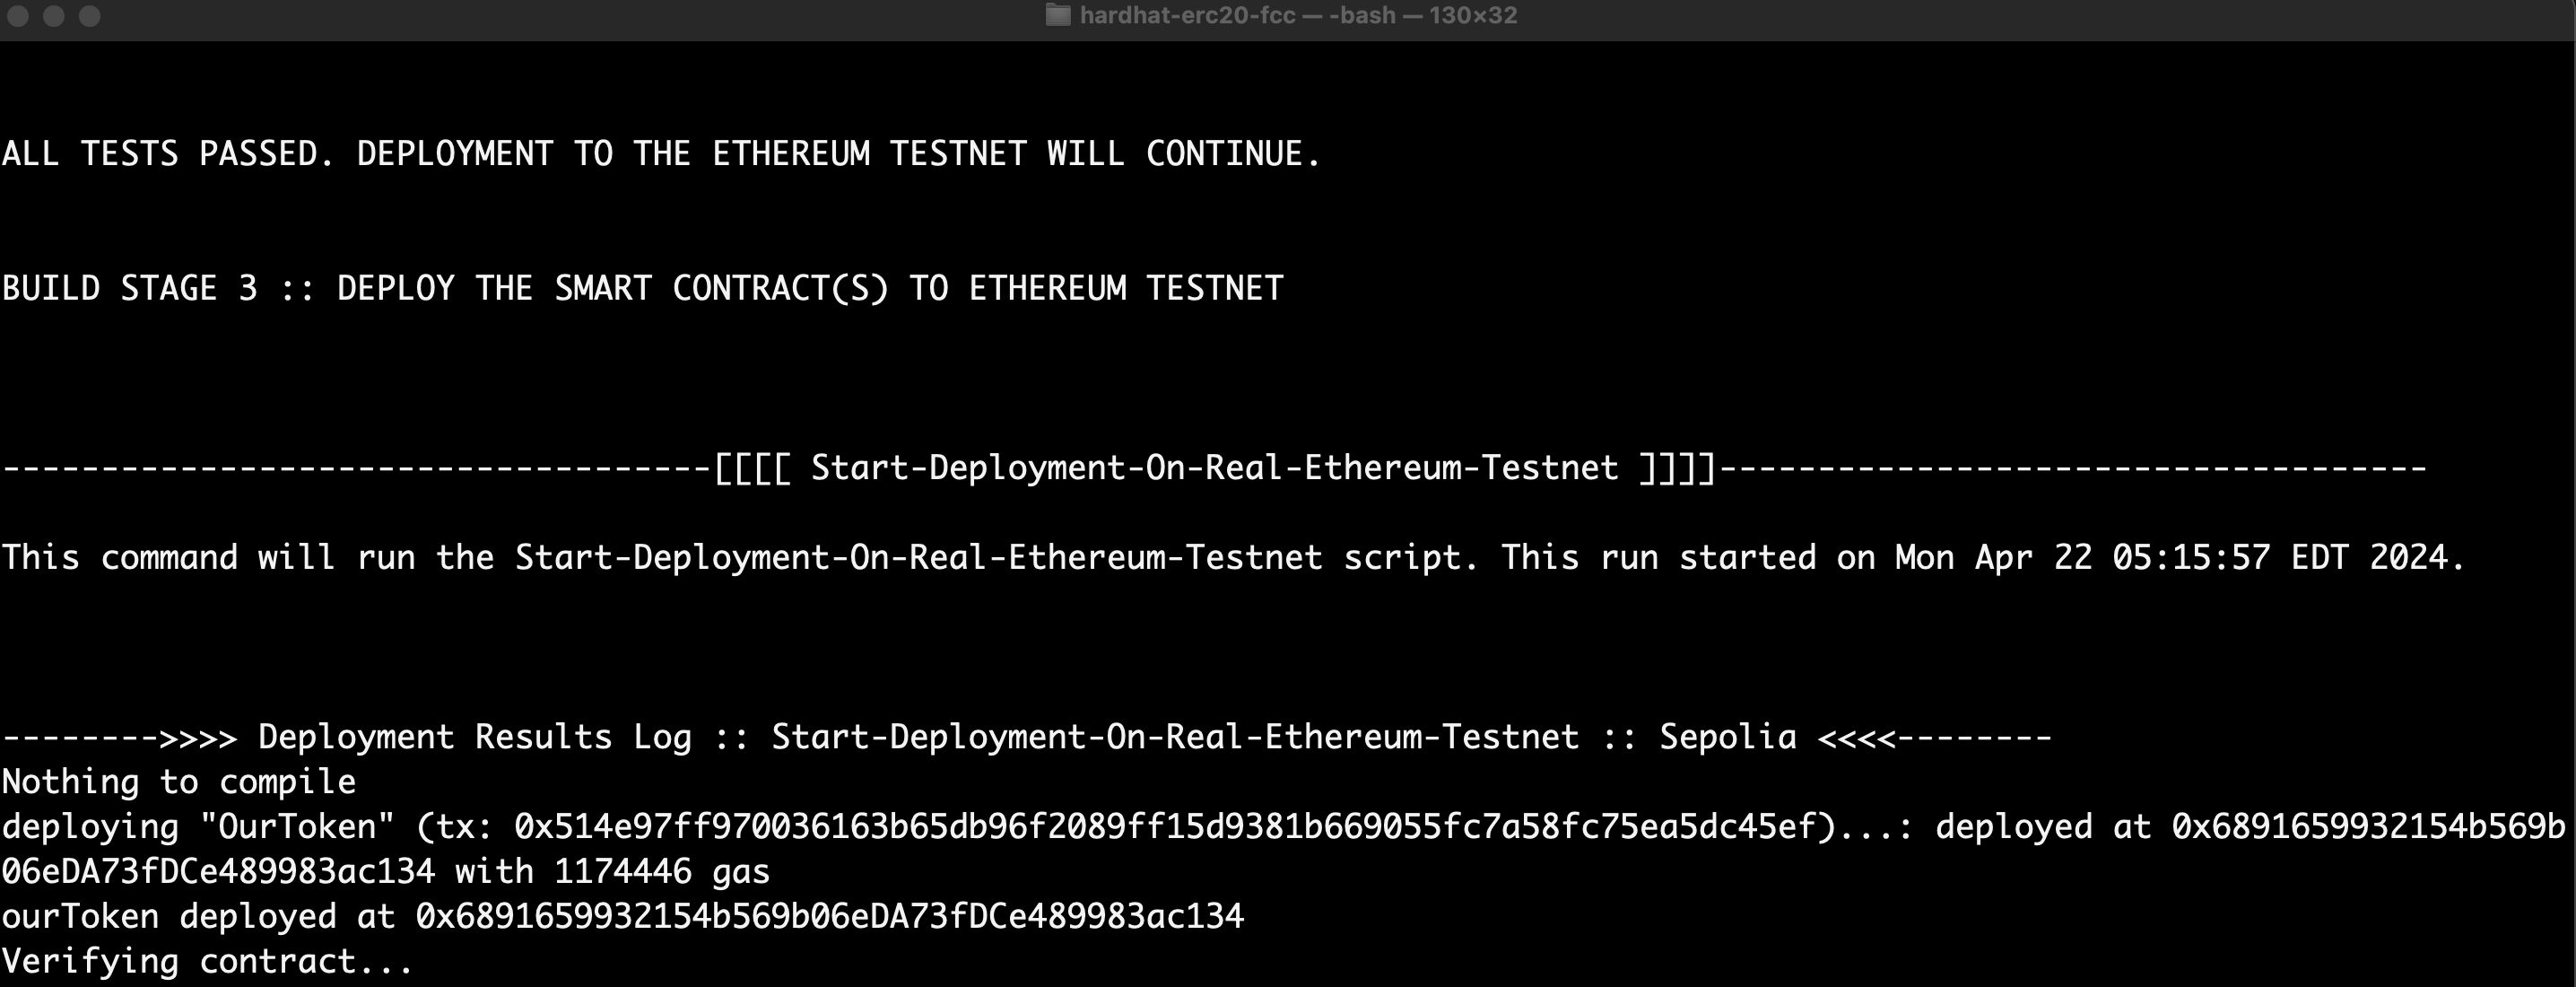 hardhat-erc20-fcc — -bash — 130×32
ALL TESTS PASSED. DEPLOYMENT TO THE ETHEREUM TESTNET WILL CONTINUE.
BUILD STAGE 3 :: DEPLOY THE SMART CONTRACT(S) TO ETHEREUM TESTNET
------------------------------------[[[[ Start-Deployment-On-Real-Ethereum-Testnet ]]]]------------------------------------
This command will run the Start-Deployment-On-Real-Ethereum-Testnet script. This run started on Mon Apr 22 05:15:57 EDT 2024.
-------->>>> Deployment Results Log :: Start-Deployment-On-Real-Ethereum-Testnet :: Sepolia <<<<--------
Nothing to compile
deploying "OurToken" (tx: 0x514e97ff970036163b65db96f2089ff15d9381b669055fc7a58fc75ea5dc45ef)...: deployed at 0x6891659932154b569b
06eDA73fDCe489983ac134 with 1174446 gas
ourToken deployed at 0x6891659932154b569b06eDA73fDCe489983ac134
Verifying contract...